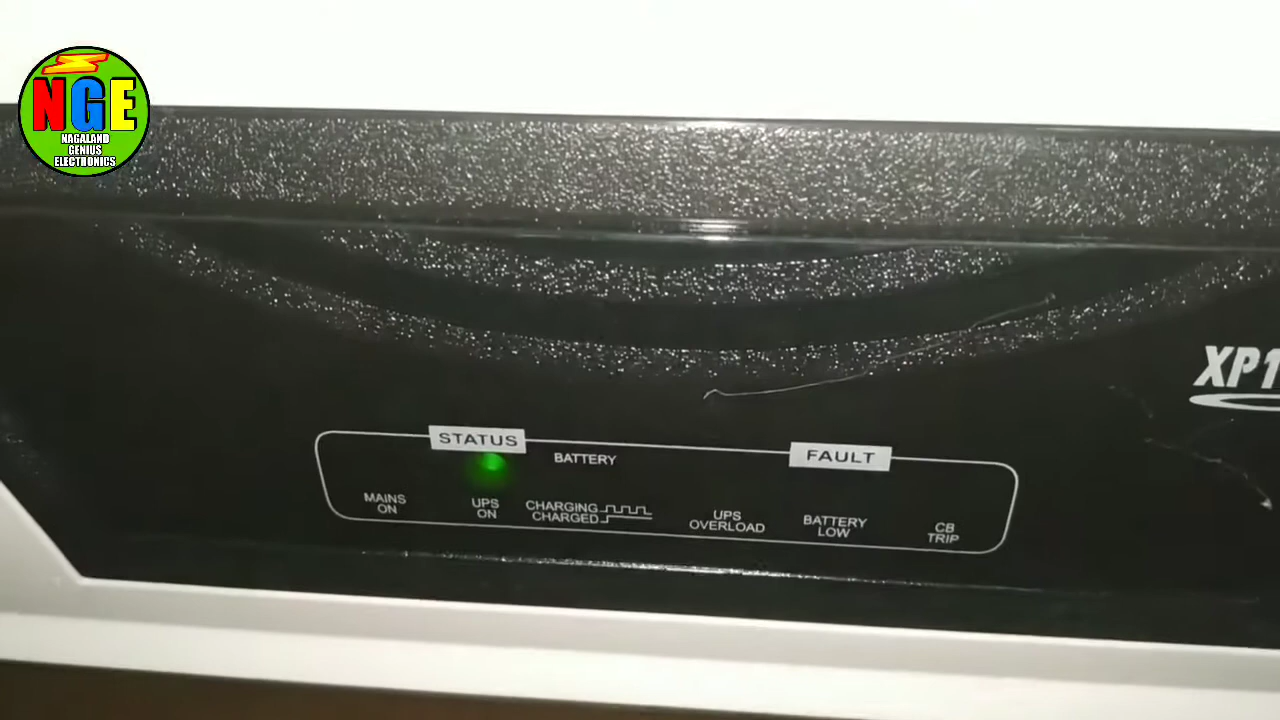 NGE
NAGALAND
GENIUS
ELECTRONICS
XP1
STATUS
BATTERY
FAULT
MAINS
ON
UPS
ON
CHARGING
CHARGED
UPS
OVERLOAD
BATTERY
LOW
CB
TRIP